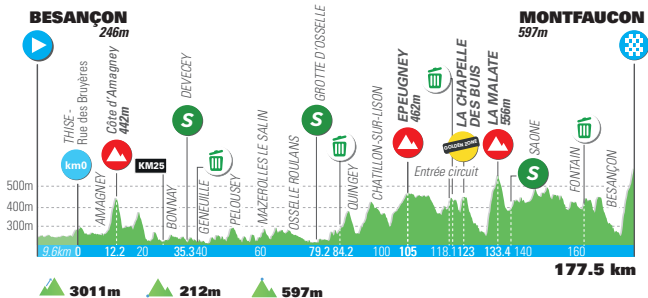 BESANÇON
246m
MONTFAUCON
597m
THISE -
Rue des Bruyères
km0
AMAGNEY
Côte d'Amagney
442m
KM25
BONNAY
DEVECEY
S
GENEUILLE
PELOUSEY
MAZEROLLES LE SALIN
OSSELLE ROULANS
GROTTE D'OSSELLE
S
QUINGEY
CHATILLON-SUR-LISON
EPEUGNEY
462m
Entrée circuit
GOLDEN ZONE
LA CHAPELLE
DES BUIS
LA MALATE
556m
S
SAONE
FONTAIN
BESANÇON
500m
400m
300m
9.6km 0 12.2 20 35.3 40 60 79.2 84.2 100 105 118.1 123 133.4 140 160
177.5 km
3011m 212m 597m